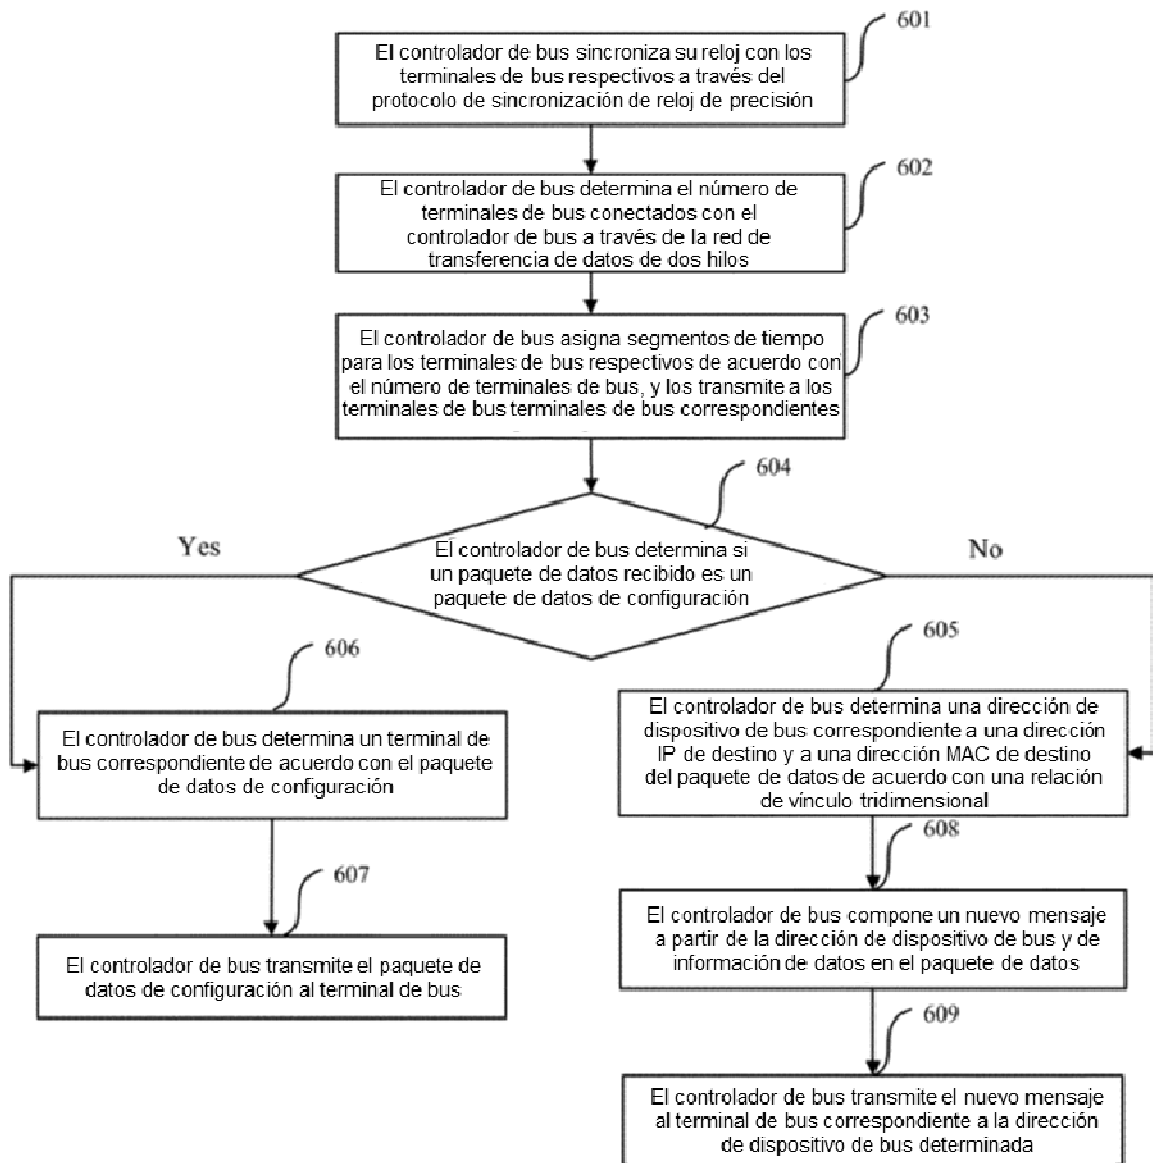 601
El controlador de bus sincroniza su reloj con los
terminales de bus respectivos a través del
protocolo de sincronización de reloj de precisión
602
El controlador de bus determina el número de
terminales de bus conectados con el
controlador de bus a través de la red de
transferencia de datos de dos hilos
603
El controlador de bus asigna segmentos de tiempo
para los terminales de bus respectivos de acuerdo con
el número de terminales de bus, y los transmite a los
terminales de bus terminales de bus correspondientes
604
Yes
No
El controlador de bus determina si
un paquete de datos recibido es un
paquete de datos de configuración
606
El controlador de bus determina un terminal de
bus correspondiente de acuerdo con el paquete
de datos de configuración
607
El controlador de bus transmite el paquete de
datos de configuración al terminal de bus
605
El controlador de bus determina una dirección de
dispositivo de bus correspondiente a una dirección
IP de destino y a una dirección MAC de destino
del paquete de datos de acuerdo con una relación
de vínculo tridimensional
608
El controlador de bus compone un nuevo mensaje
a partir de la dirección de dispositivo de bus y de
información de datos en el paquete de datos
609
El controlador de bus transmite el nuevo mensaje
al terminal de bus correspondiente a la dirección
de dispositivo de bus determinada